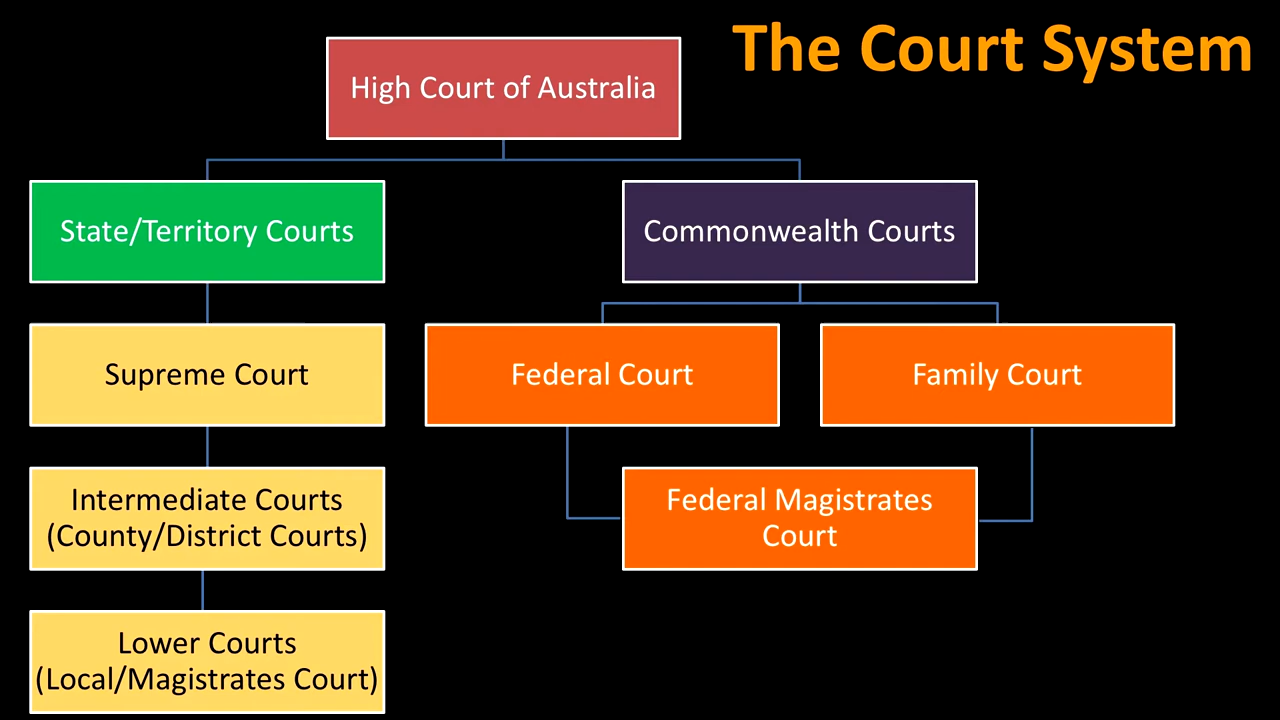 The Court System
High Court of Australia
State/Territory Courts
Commonwealth Courts
Supreme Court
Federal Court
Family Court
Intermediate Courts
(County/District Courts)
Federal Magistrates
Court
Lower Courts
(Local/Magistrates Court)